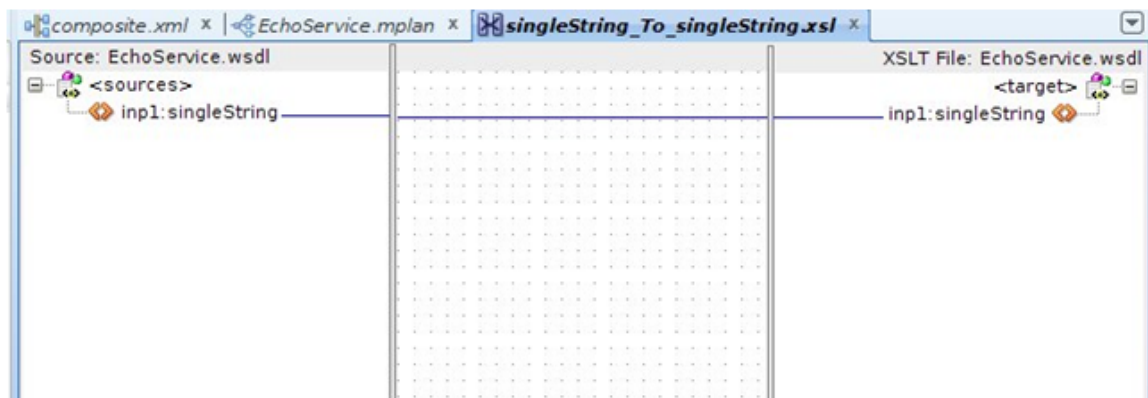 composite.xml x EchoService.mplan x singleString_To_singleString.xsl x
Source: EchoService.wsdl XSLT File: EchoService.wsdl
<sources> <target>
inp1:singleString inp1:singleString